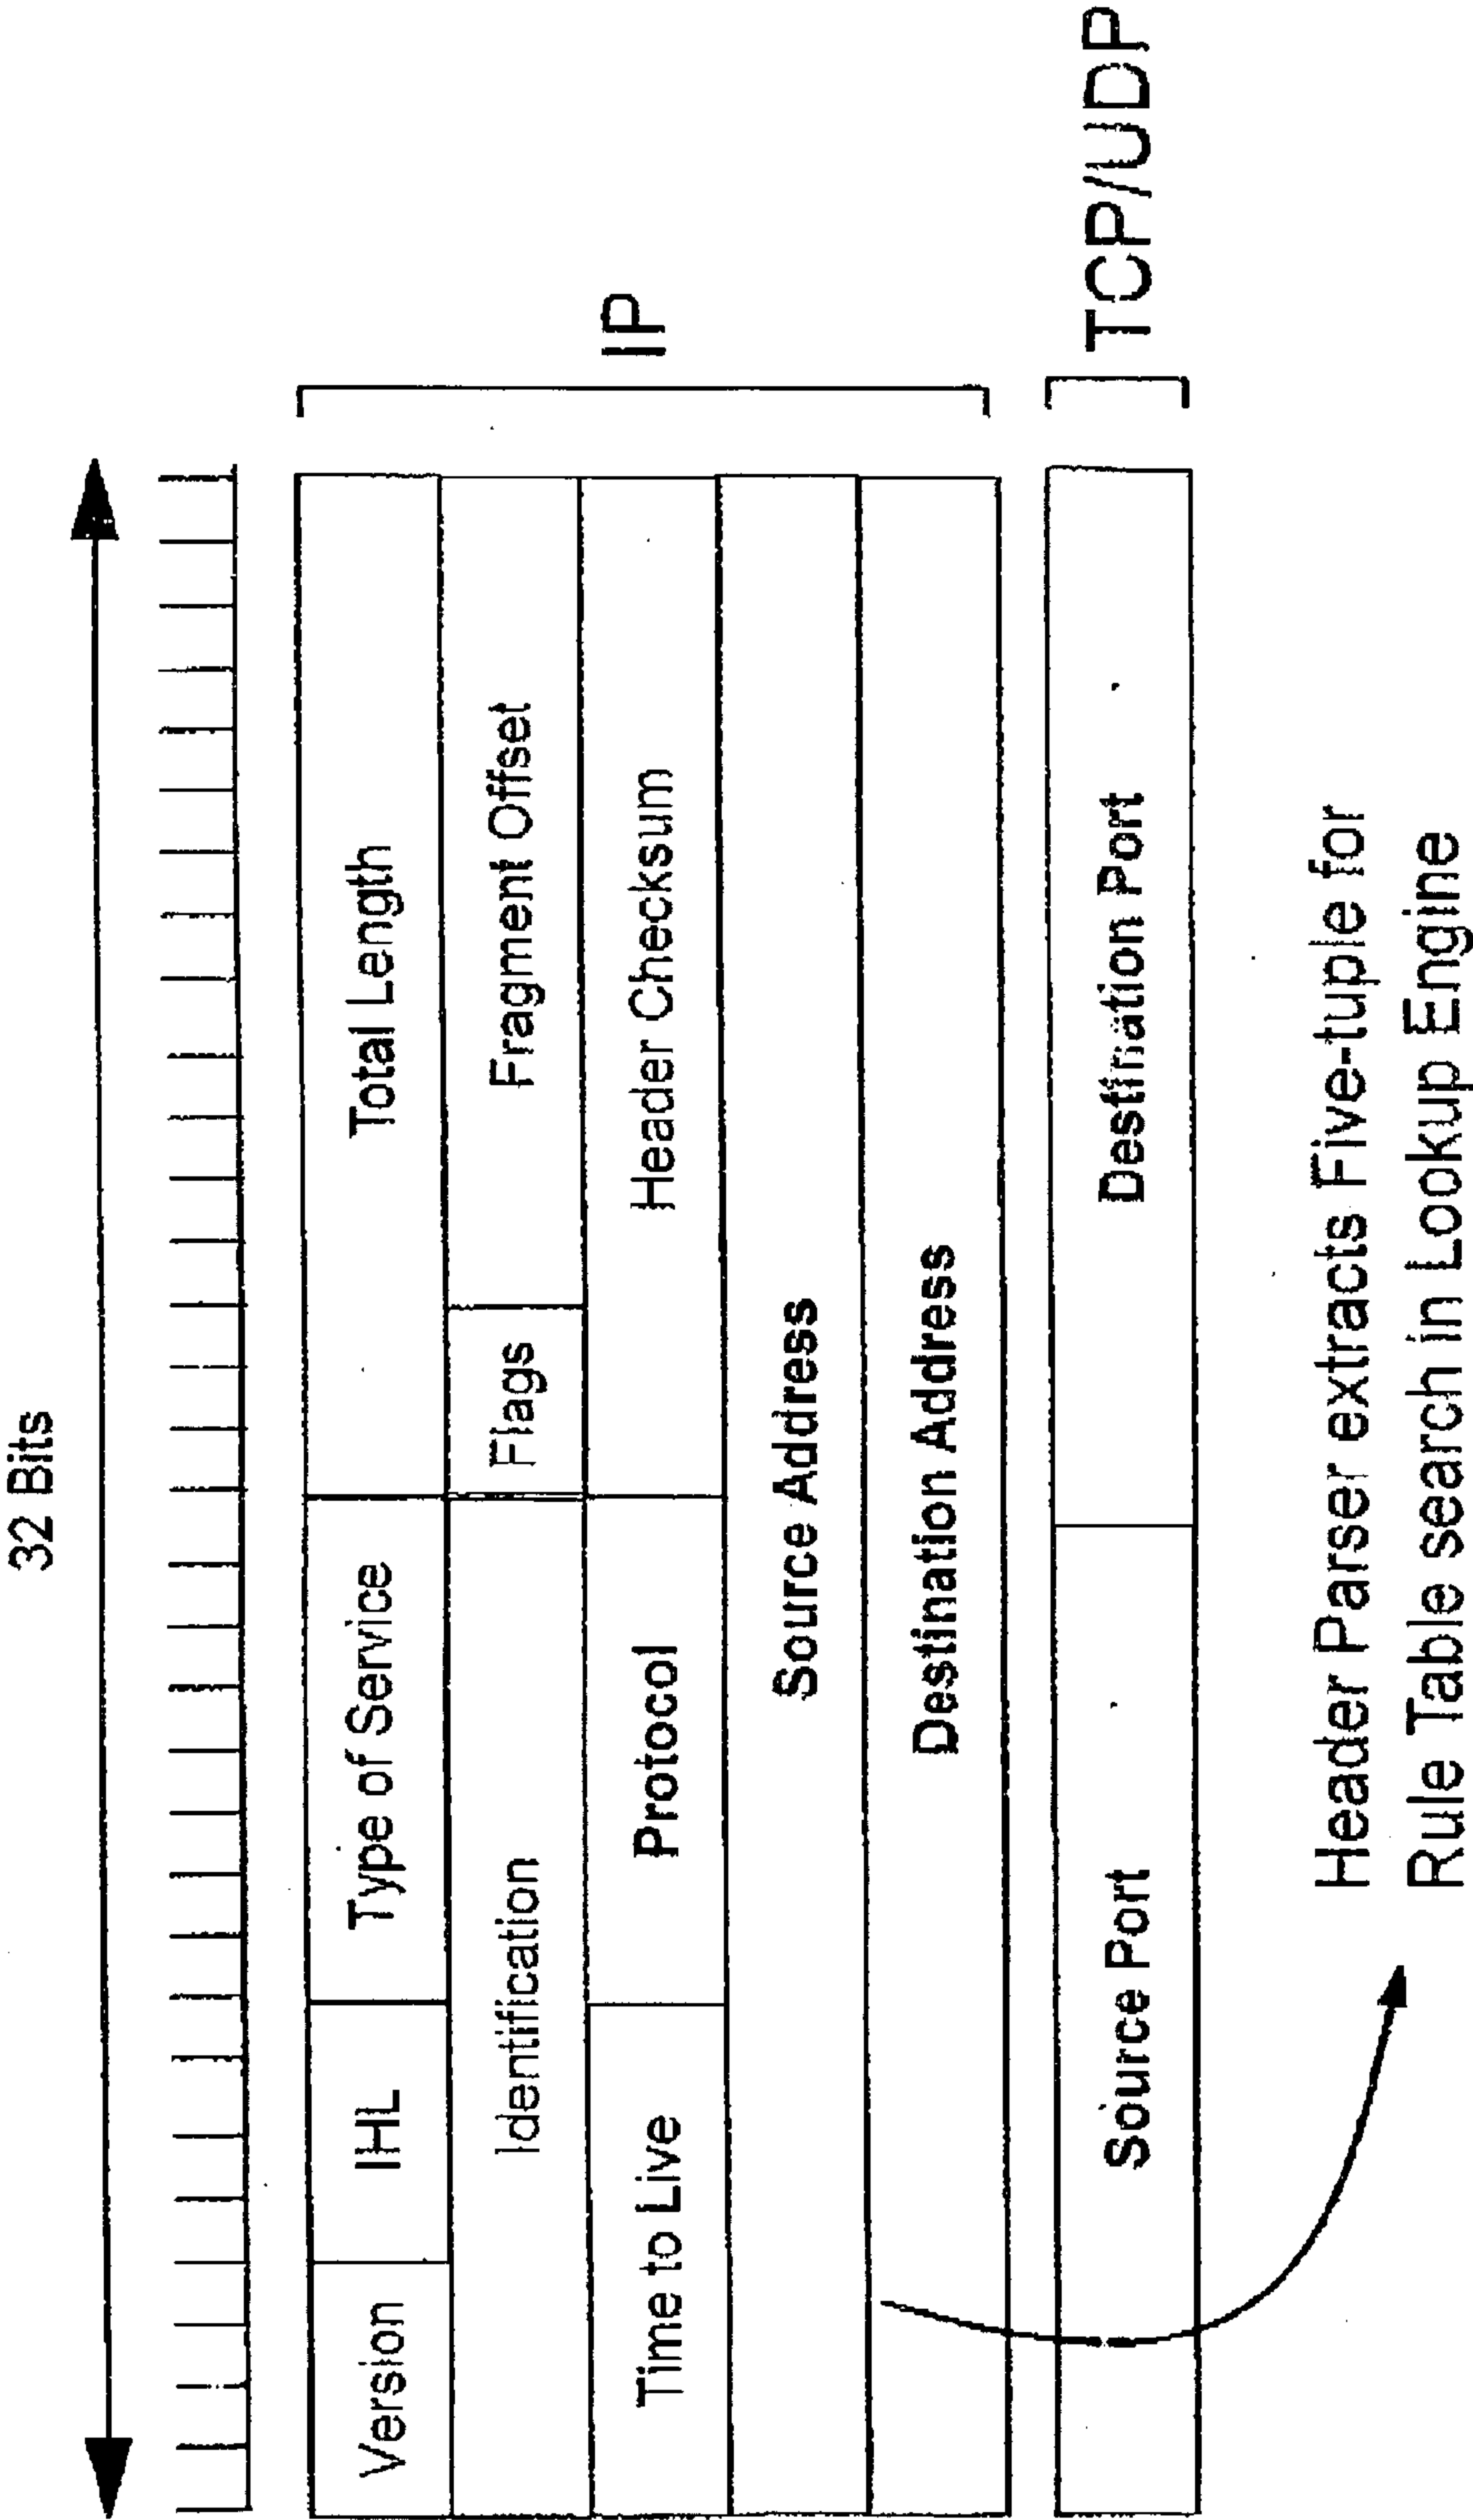 32 Bits
Version
IHL
Type of Service
Total Length
Identification
Flags
Fragment Offset
Time to Live
Protocol
Header Checksum
Source Address
Destination Address
IP
Source Port
Destination Port
TCP/UDP
Header Parser extracts Five-tuple for
Rule Table search in Lookup Engine